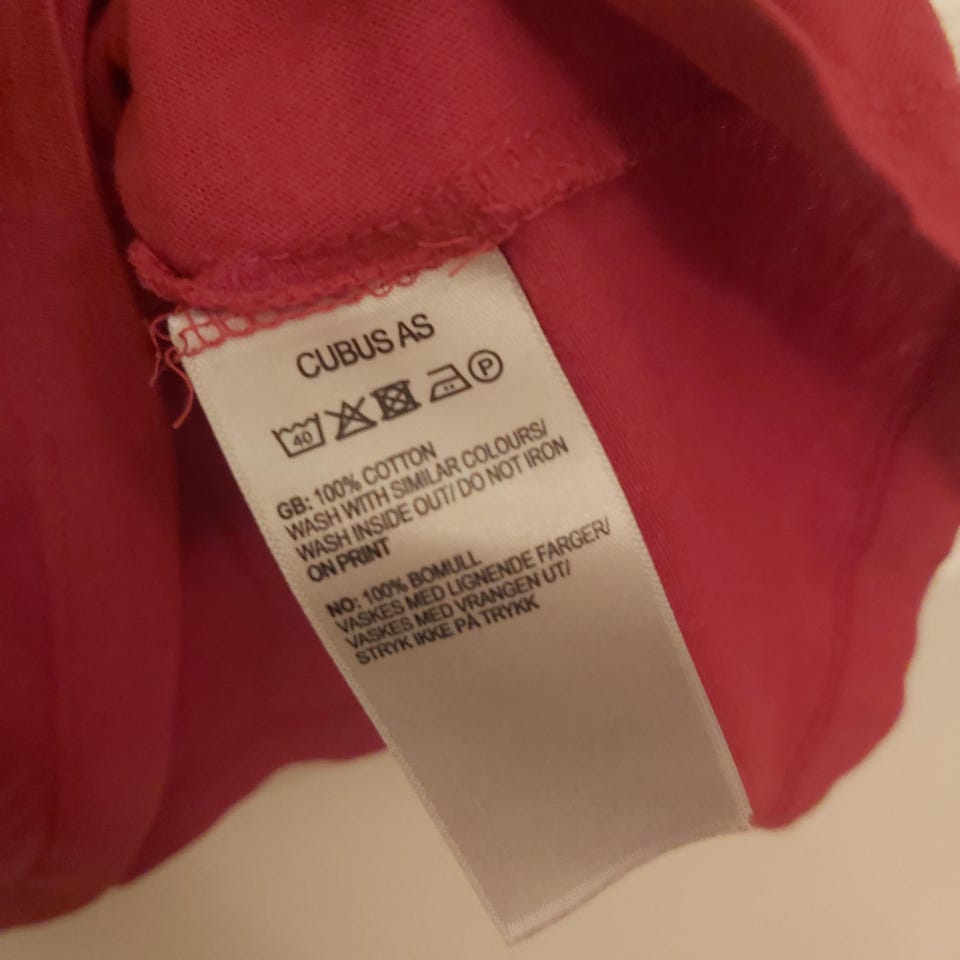 CUBUS AS
40 P
GB: 100% COTTON
WASH WITH SIMILAR COLOURS/
WASH INSIDE OUT/ DO NOT IRON
ON PRINT
NO: 100% BOMULL
VASKES MED LIGNENDE FARGER/
VASKES MED VRANGEN UT/
STRYK IKKE PÅ TRYKK